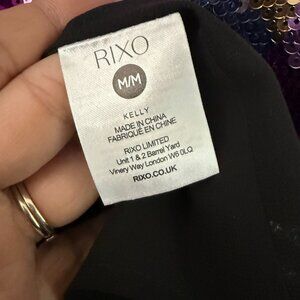 RIXO
M/M
KELLY
MADE IN CHINA
FABRIQUÉ EN CHINE
RIXO LIMITED
Unit 1 & 2 Barrel Yard
Vinery Way London W6 0LQ
RIXO.CO.UK